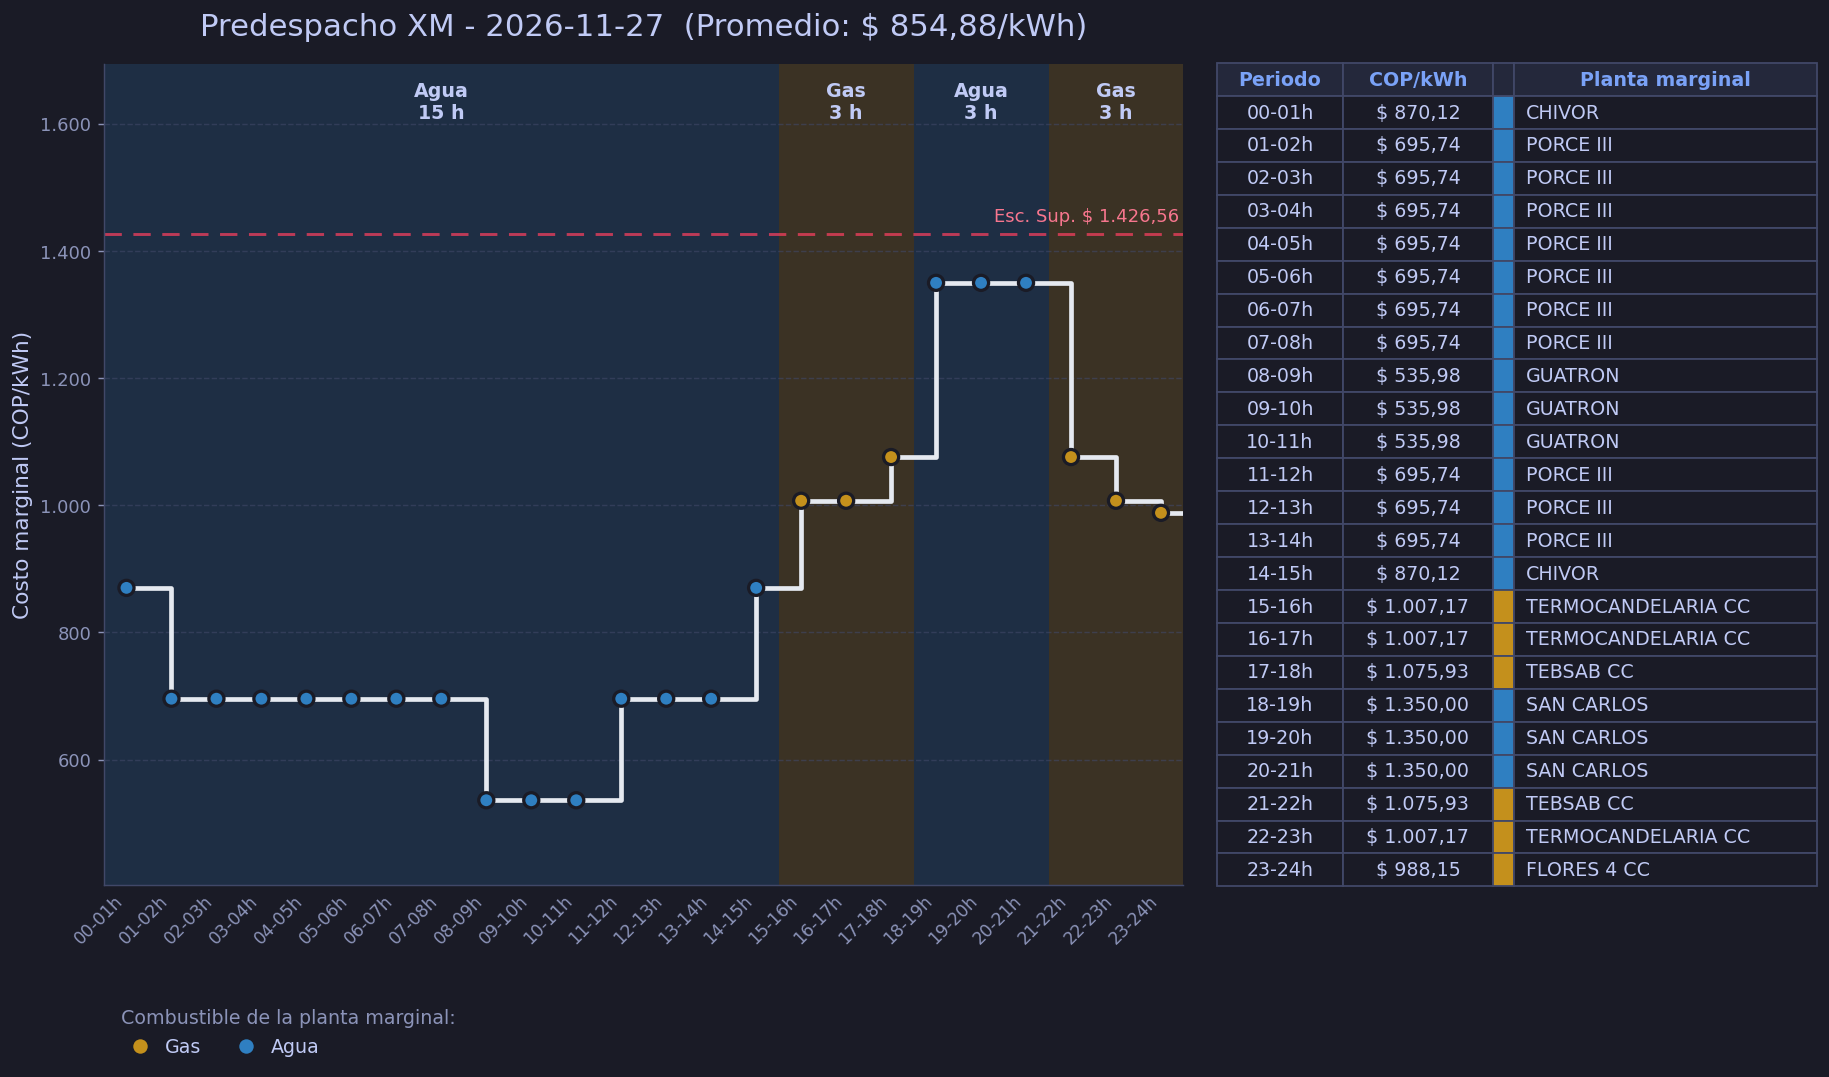 Predespacho XM - 2026-11-27  (Promedio: $ 854,88/kWh)
Costo marginal (COP/kWh)
1.600
1.400
1.200
1.000
800
600
Agua
15 h
Gas
3 h
Agua
3 h
Gas
3 h
Esc. Sup. $ 1.426,56
00-01h
01-02h
02-03h
03-04h
04-05h
05-06h
06-07h
07-08h
08-09h
09-10h
10-11h
11-12h
12-13h
13-14h
14-15h
15-16h
16-17h
17-18h
18-19h
19-20h
20-21h
21-22h
22-23h
23-24h
Combustible de la planta marginal:
Gas Agua
Periodo COP/kWh Planta marginal
00-01h $ 870,12 CHIVOR
01-02h $ 695,74 PORCE III
02-03h $ 695,74 PORCE III
03-04h $ 695,74 PORCE III
04-05h $ 695,74 PORCE III
05-06h $ 695,74 PORCE III
06-07h $ 695,74 PORCE III
07-08h $ 695,74 PORCE III
08-09h $ 535,98 GUATRON
09-10h $ 535,98 GUATRON
10-11h $ 535,98 GUATRON
11-12h $ 695,74 PORCE III
12-13h $ 695,74 PORCE III
13-14h $ 695,74 PORCE III
14-15h $ 870,12 CHIVOR
15-16h $ 1.007,17 TERMOCANDELARIA CC
16-17h $ 1.007,17 TERMOCANDELARIA CC
17-18h $ 1.075,93 TEBSAB CC
18-19h $ 1.350,00 SAN CARLOS
19-20h $ 1.350,00 SAN CARLOS
20-21h $ 1.350,00 SAN CARLOS
21-22h $ 1.075,93 TEBSAB CC
22-23h $ 1.007,17 TERMOCANDELARIA CC
23-24h $ 988,15 FLORES 4 CC